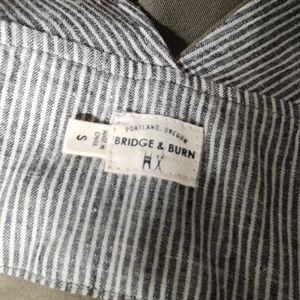 PORTLAND, OREGON
BRIDGE & BURN
S
MADE IN
CHINA